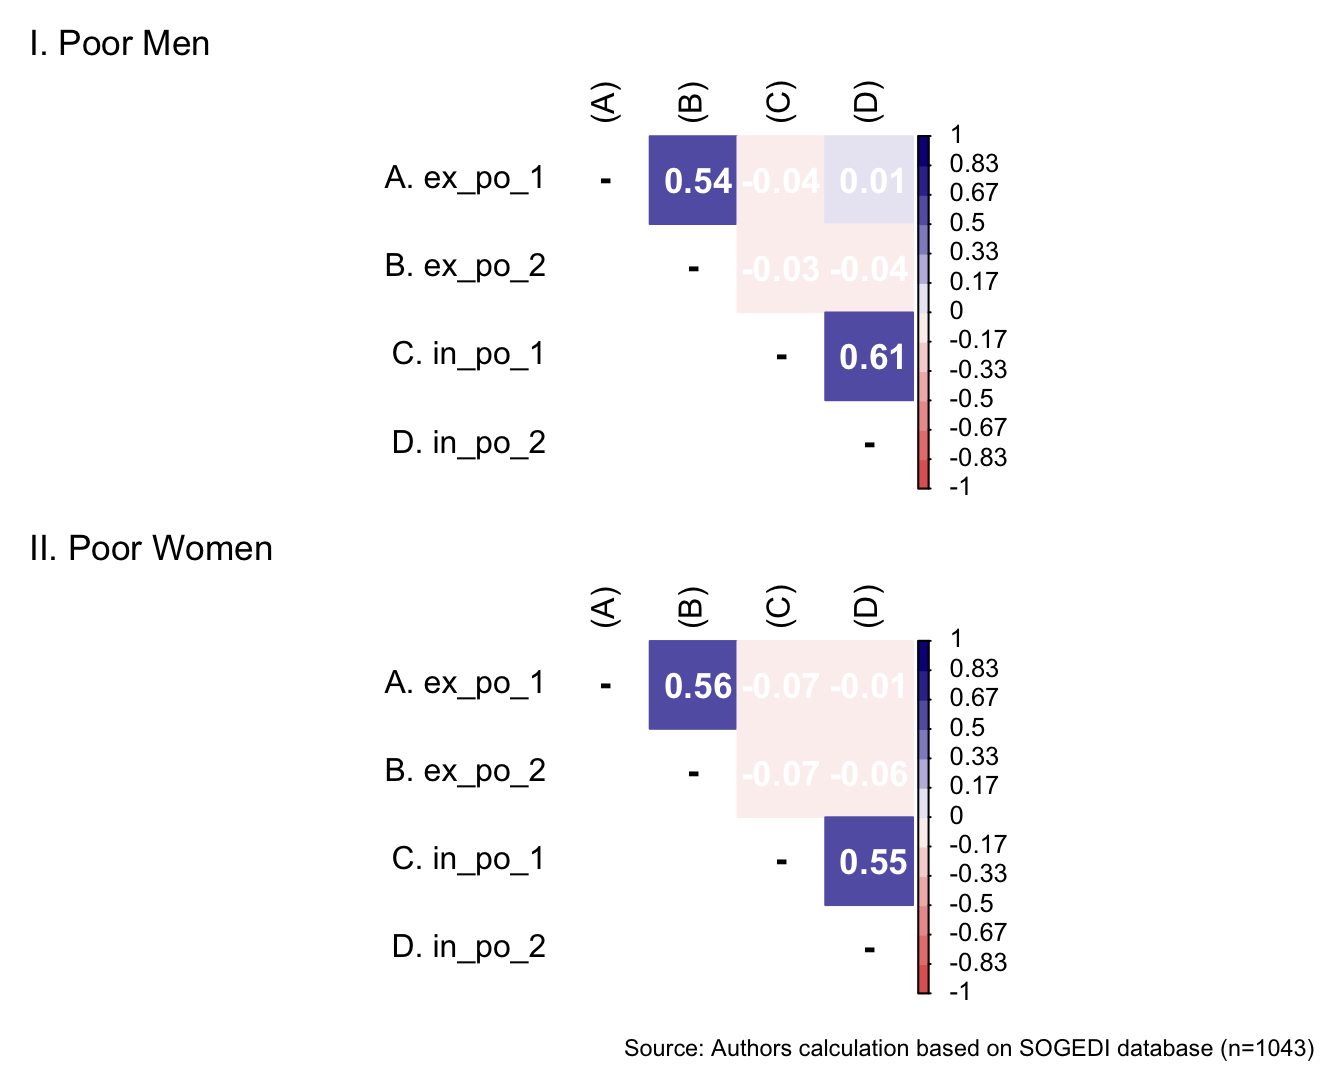 I. Poor Men
(A) (B) (C) (D)
A. ex_po_1 - 0.54 -0.04 0.01
B. ex_po_2 - -0.03 -0.04
C. in_po_1 - 0.61
D. in_po_2 -
1
0.83
0.67
0.5
0.33
0.17
0
-0.17
-0.33
-0.5
-0.67
-0.83
-1
II. Poor Women
(A) (B) (C) (D)
A. ex_po_1 - 0.56 -0.07 -0.01
B. ex_po_2 - -0.07 -0.06
C. in_po_1 - 0.55
D. in_po_2 -
1
0.83
0.67
0.5
0.33
0.17
0
-0.17
-0.33
-0.5
-0.67
-0.83
-1
Source: Authors calculation based on SOGEDI database (n=1043)